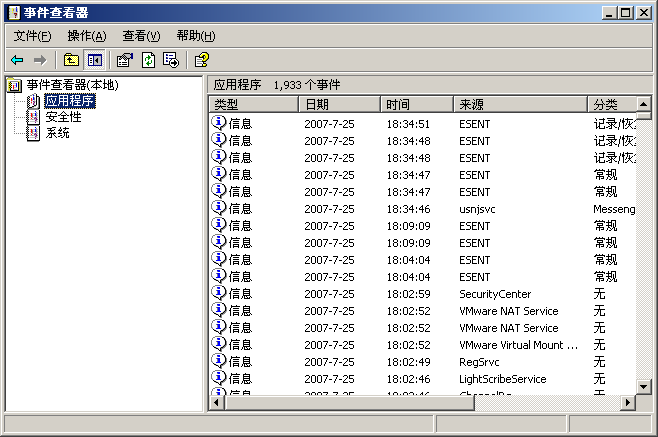 事件查看器
文件(F) 操作(A) 查看(V) 帮助(H)
事件查看器(本地)
应用程序
安全性
系统
应用程序 1,933 个事件
类型 日期 时间 来源 分类
信息 2007-7-25 18:34:51 ESENT 记录/恢
信息 2007-7-25 18:34:48 ESENT 记录/恢
信息 2007-7-25 18:34:48 ESENT 记录/恢
信息 2007-7-25 18:34:47 ESENT 常规
信息 2007-7-25 18:34:47 ESENT 常规
信息 2007-7-25 18:34:46 usnjsvc Messeng
信息 2007-7-25 18:09:09 ESENT 常规
信息 2007-7-25 18:09:09 ESENT 常规
信息 2007-7-25 18:04:04 ESENT 常规
信息 2007-7-25 18:04:04 ESENT 常规
信息 2007-7-25 18:02:59 SecurityCenter 无
信息 2007-7-25 18:02:52 VMware NAT Service 无
信息 2007-7-25 18:02:52 VMware NAT Service 无
信息 2007-7-25 18:02:52 VMware Virtual Mount ... 无
信息 2007-7-25 18:02:49 RegSrvc 无
信息 2007-7-25 18:02:46 LightScribeService 无
信息 2007-7-25 18:02:46